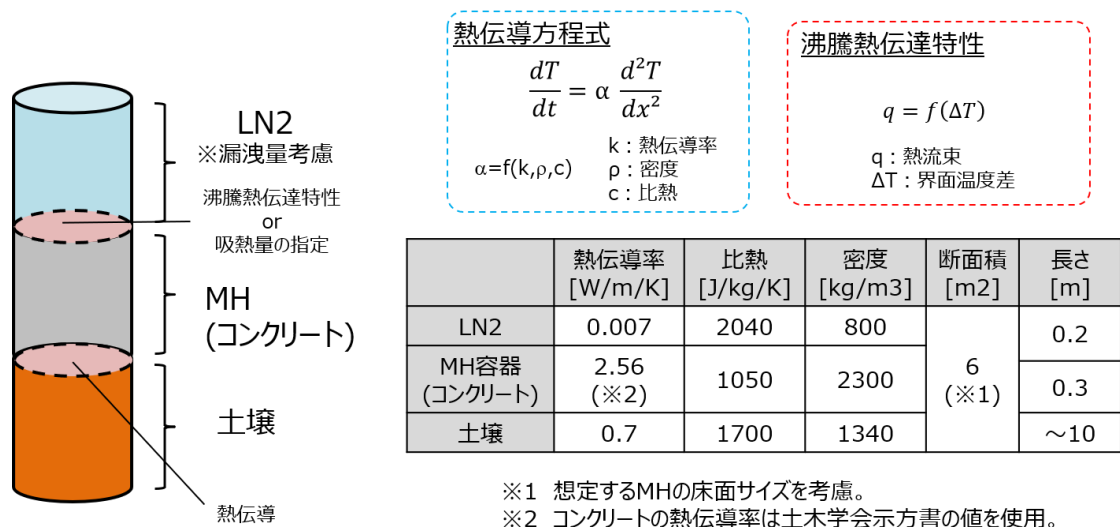 熱伝導方程式
dT/dt = α d²T/dx²
α=f(k,ρ,c)
k：熱伝導率
ρ：密度
c：比熱
沸騰熱伝達特性
q = f(ΔT)
q：熱流束
ΔT：界面温度差
LN2
※漏洩量考慮
沸騰熱伝達特性
or
吸熱量の指定
MH
(コンクリート)
土壌
熱伝導
熱伝導率 [W/m/K] 比熱 [J/kg/K] 密度 [kg/m3] 断面積 [m2] 長さ [m]
LN2 0.007 2040 800 6 (※1) 0.2
MH容器 (コンクリート) 2.56 (※2) 1050 2300 0.3
土壌 0.7 1700 1340 ～10
※1 想定するMHの床面サイズを考慮。
※2 コンクリートの熱伝導率は土木学会示方書の値を使用。